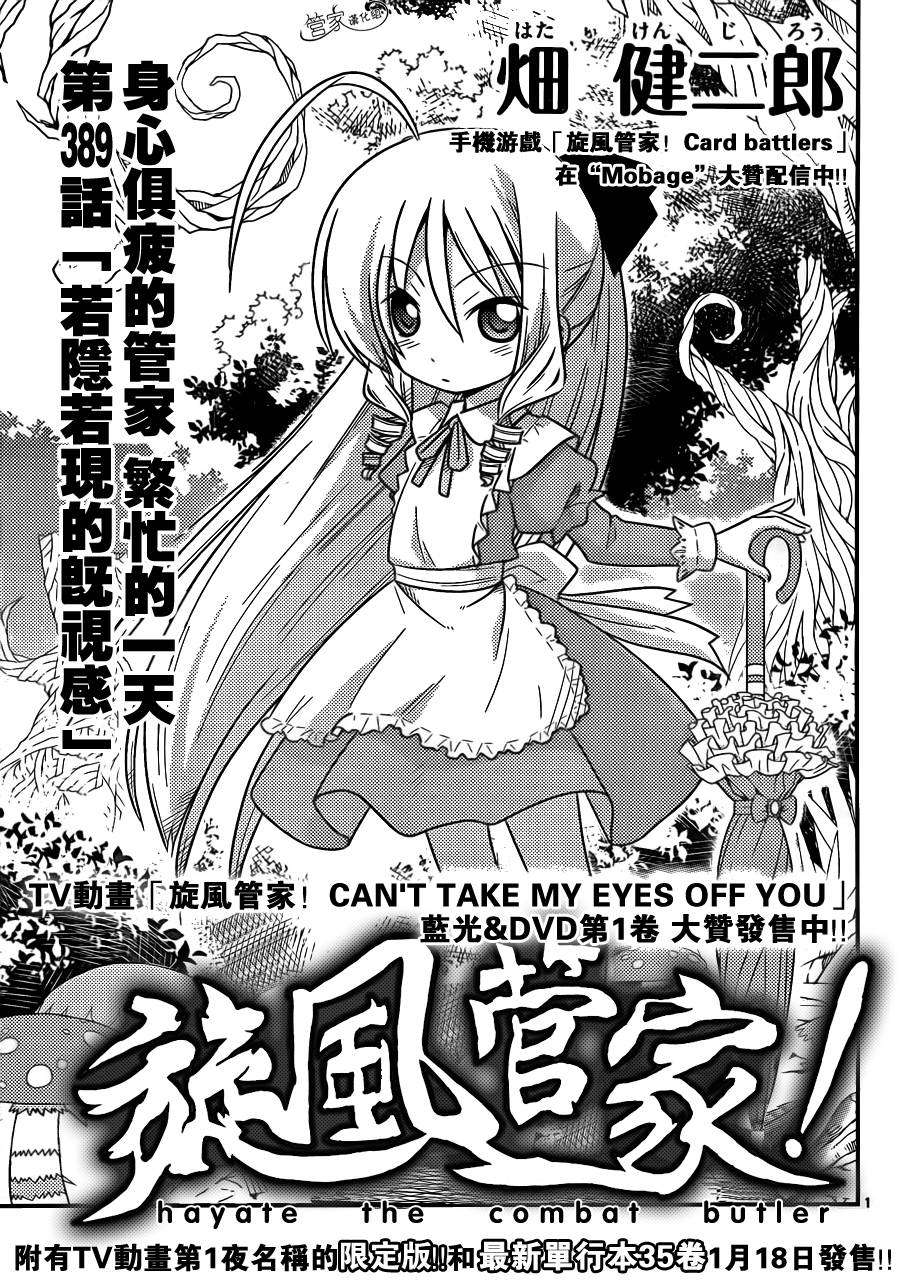 管家進化組
はた けん じ ろう
畑 健二郎
手機游戲「旋風管家！Card battlers」
在“Mobage”大贊配信中!!
身心俱疲的管家 繁忙的一天
第389話「若隱若現的既視感」
TV動畫「旋風管家！CAN'T TAKE MY EYES OFF YOU」
藍光&DVD第1卷 大贊發售中!!
旋風管家！
hayate the combat butler
1
附有TV動畫第1夜名稱的限定版!!和最新單行本35卷1月18日發售!!